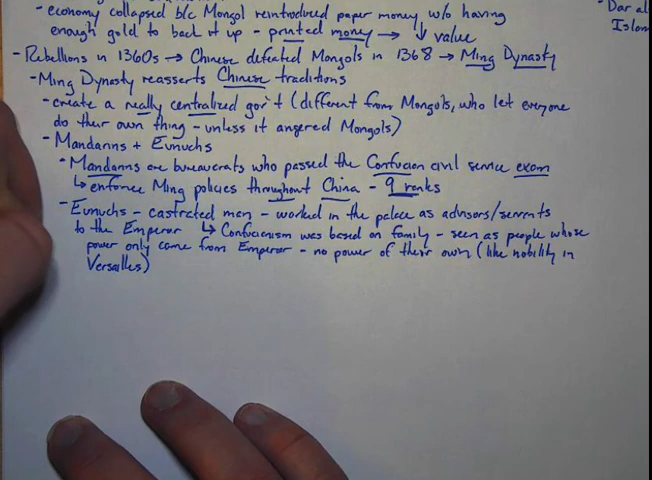 - economy collapsed b/c Mongol reintroduced paper money w/o having
enough gold to back it up - printed money → ↓ value
- Rebellions in 1360s → Chinese defeated Mongols in 1368 → Ming Dynasty
- Ming Dynasty reasserts Chinese traditions
- create a really centralized gov't (different from Mongols, who let everyone
do their own thing - unless it angered Mongols)
- Mandarins + Eunuchs
- Mandarins are bureaucrats who passed the Confucian civil service exam
↳ enforce Ming policies throughout China - 9 ranks
- Eunuchs - castrated men - worked in the palace as advisors/servants
to the Emperor ↳ Confucianism was based on family - seen as people whose
power only came from Emperor - no power of their own (like nobility in
Versailles)
- Dar al
Islam